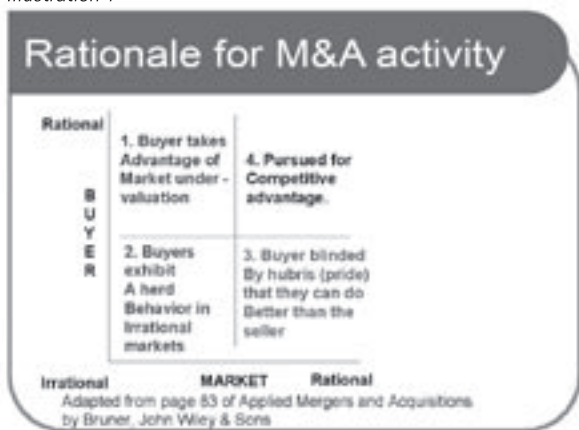 Illustration 1
Rationale for M&A activity
Rational
1. Buyer takes
Advantage of
Market under -
valuation
4. Pursued for
Competitive
advantage.
BUYER
2. Buyers
exhibit
A herd
Behavior in
Irrational
markets
3. Buyer blinded
By hubris (pride)
that they can do
Better than the
seller
Irrational MARKET Rational
Adapted from page 83 of Applied Mergers and Acquisitions
by Bruner, John Wiley & Sons